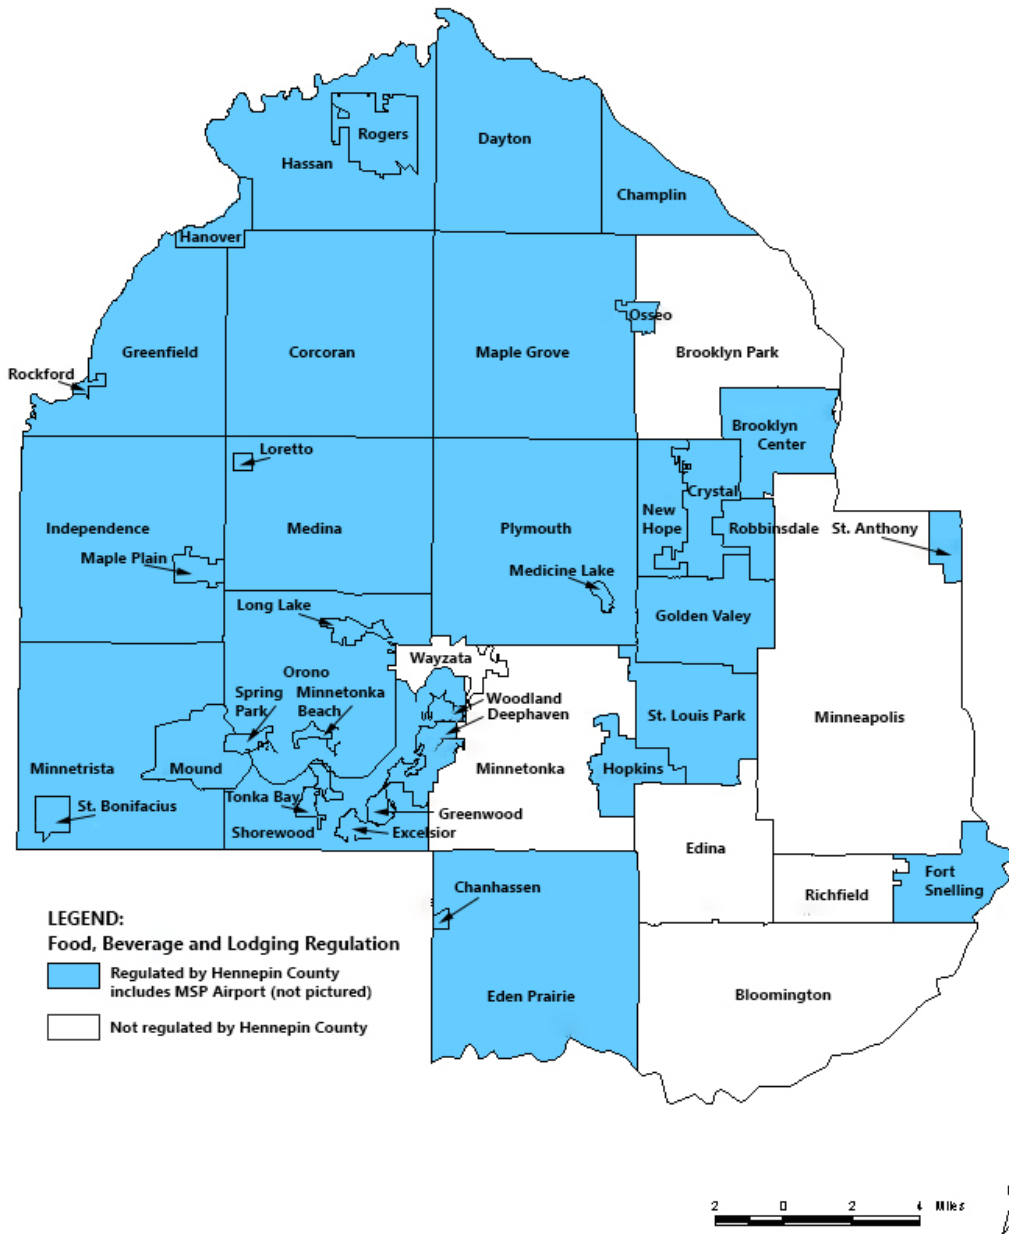 Rogers
Dayton
Hassan
Champlin
Hanover
Osseo
Greenfield
Corcoran
Maple Grove
Brooklyn Park
Rockford
Brooklyn
Center
Loretto
Crystal
New
Hope
Independence
Medina
Plymouth
Robbinsdale
St. Anthony
Maple Plain
Medicine Lake
Long Lake
Golden Valey
Wayzata
Orono
Spring
Park
Minnetonka
Beach
Woodland
Deephaven
St. Louis Park
Minneapolis
Minnetrista
Mound
Minnetonka
Hopkins
Tonka Bay
St. Bonifacius
Greenwood
Shorewood
Excelsior
Edina
Fort
Snelling
Chanhassen
Richfield
LEGEND:
Food, Beverage and Lodging Regulation
Regulated by Hennepin County
includes MSP Airport (not pictured)
Eden Prairie
Bloomington
Not regulated by Hennepin County
2 0 2 4 Miles